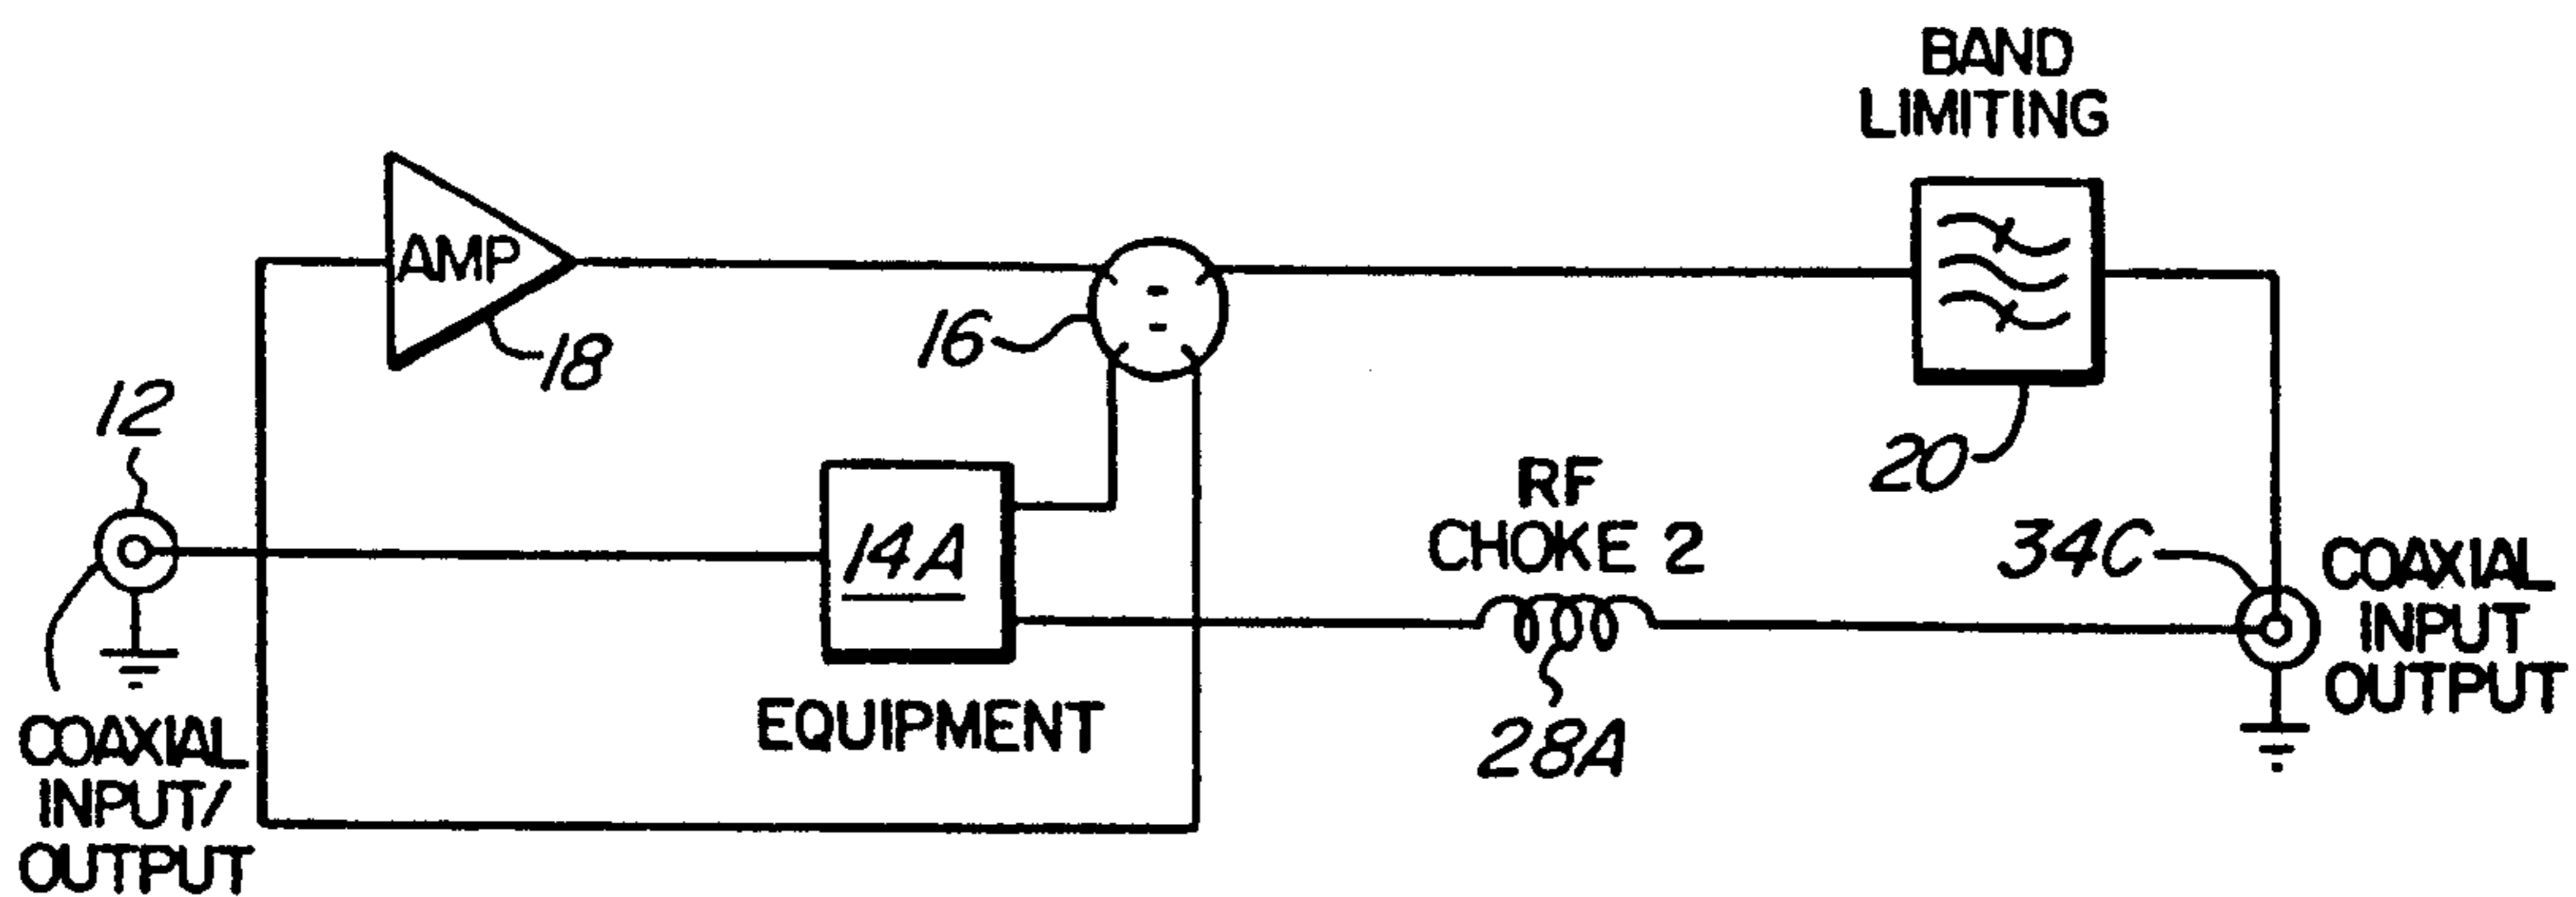 BAND
LIMITING
AMP
18
16
12
20
RF
CHOKE 2
14A
34C
COAXIAL
INPUT
OUTPUT
EQUIPMENT
28A
COAXIAL
INPUT/
OUTPUT